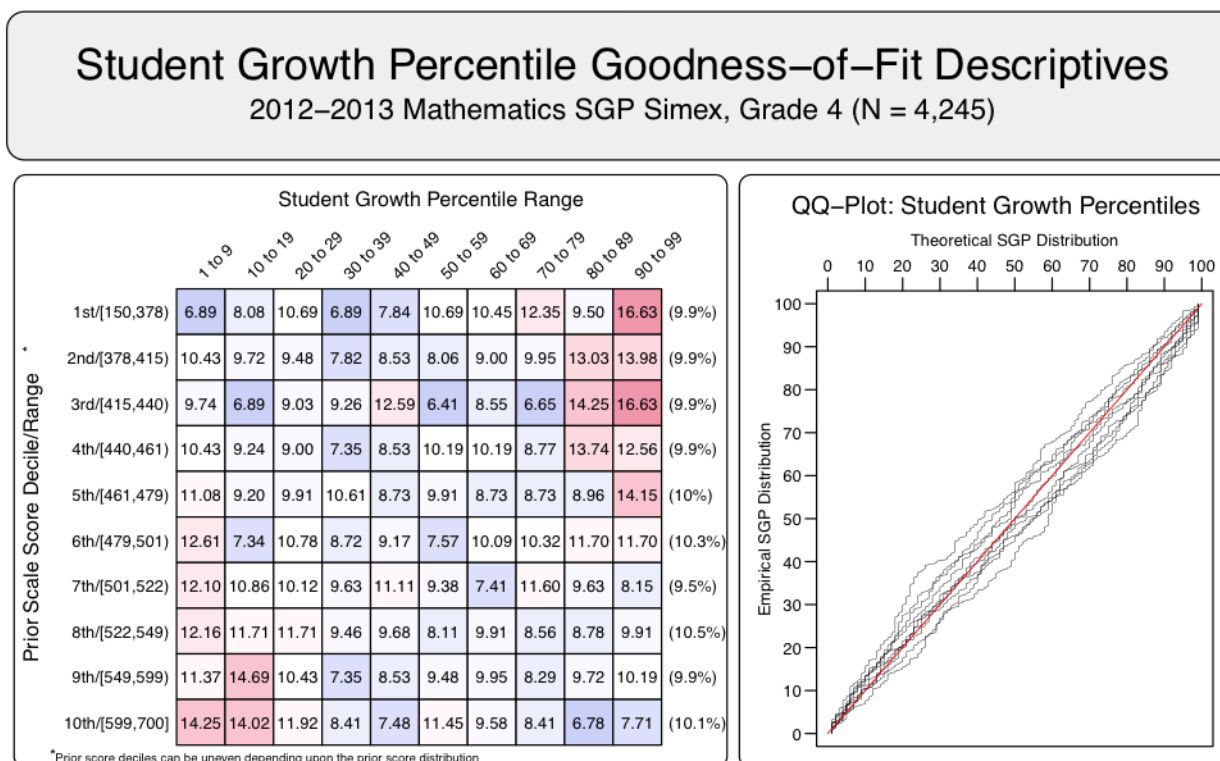 Student Growth Percentile Goodness−of−Fit Descriptives
2012−2013 Mathematics SGP Simex, Grade 4 (N = 4,245)
Student Growth Percentile Range
1 to 9 10 to 19 20 to 29 30 to 39 40 to 49 50 to 59 60 to 69 70 to 79 80 to 89 90 to 99
Prior Scale Score Decile/Range *
1st/[150,378) 6.89 8.08 10.69 6.89 7.84 10.69 10.45 12.35 9.50 16.63 (9.9%)
2nd/[378,415) 10.43 9.72 9.48 7.82 8.53 8.06 9.00 9.95 13.03 13.98 (9.9%)
3rd/[415,440) 9.74 6.89 9.03 9.26 12.59 6.41 8.55 6.65 14.25 16.63 (9.9%)
4th/[440,461) 10.43 9.24 9.00 7.35 8.53 10.19 10.19 8.77 13.74 12.56 (9.9%)
5th/[461,479) 11.08 9.20 9.91 10.61 8.73 9.91 8.73 8.73 8.96 14.15 (10%)
6th/[479,501) 12.61 7.34 10.78 8.72 9.17 7.57 10.09 10.32 11.70 11.70 (10.3%)
7th/[501,522) 12.10 10.86 10.12 9.63 11.11 9.38 7.41 11.60 9.63 8.15 (9.5%)
8th/[522,549) 12.16 11.71 11.71 9.46 9.68 8.11 9.91 8.56 8.78 9.91 (10.5%)
9th/[549,599) 11.37 14.69 10.43 7.35 8.53 9.48 9.95 8.29 9.72 10.19 (9.9%)
10th/[599,700] 14.25 14.02 11.92 8.41 7.48 11.45 9.58 8.41 6.78 7.71 (10.1%)
*Prior score deciles can be uneven depending upon the prior score distribution
QQ−Plot: Student Growth Percentiles
Theoretical SGP Distribution
0 10 20 30 40 50 60 70 80 90 100
Empirical SGP Distribution
100
90
80
70
60
50
40
30
20
10
0